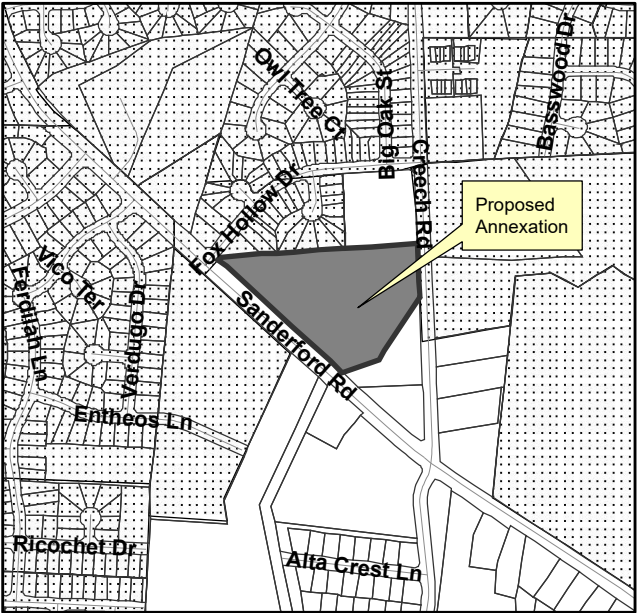 Owl Tree Ct
Big Oak St
Basswood Dr
Creech Rd
Fox Hollow Dr
Proposed
Annexation
Vico Ter
Ferdilah Ln
Verdugo Dr
Sanderford Rd
Entheos Ln
Ricochet Dr
Alta Crest Ln